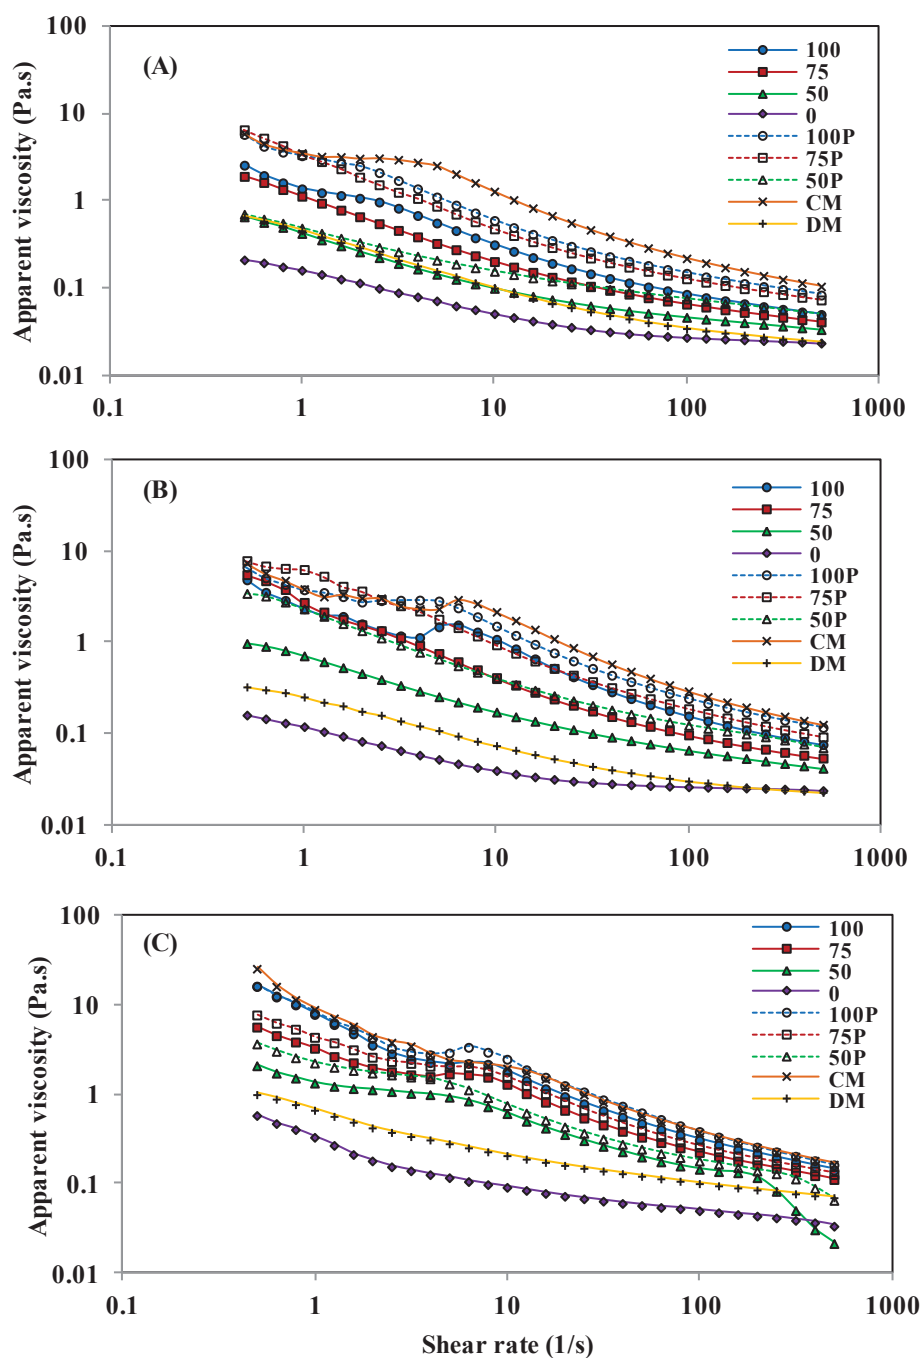 100
(A)
100
75
50
0
100P
75P
50P
CM
DM
10
1
0.1
0.01
Apparent viscosity (Pa.s)
0.1 1 10 100 1000
100
(B)
100
75
50
0
100P
75P
50P
CM
DM
10
1
0.1
0.01
Apparent viscosity (Pa.s)
0.1 1 10 100 1000
100
(C)
100
75
50
0
100P
75P
50P
CM
DM
10
1
0.1
0.01
Apparent viscosity (Pa.s)
0.1 1 10 100 1000
Shear rate (1/s)